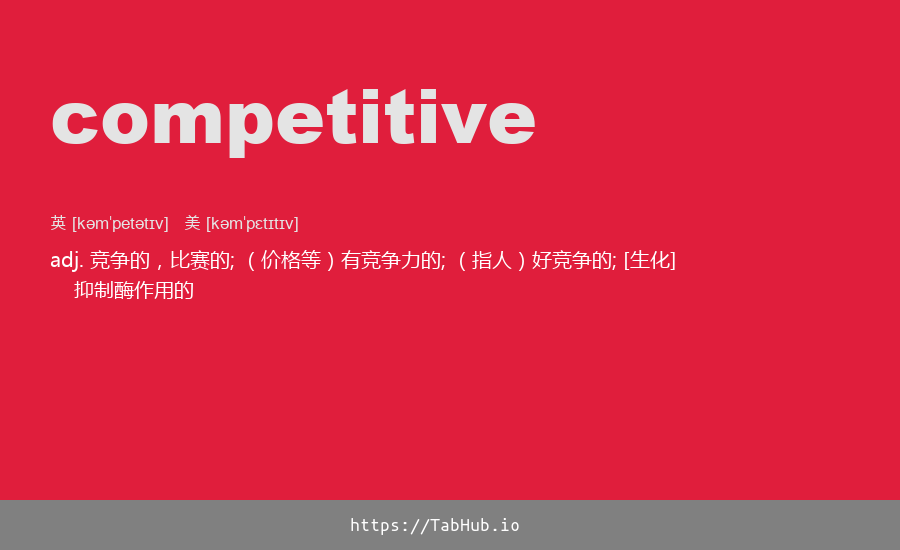 competitive
英 [kəmˈpetətɪv] 美 [kəmˈpɛtɪtɪv]
adj. 竞争的，比赛的; （价格等）有竞争力的; （指人）好竞争的; [生化]
抑制酶作用的
https://TabHub.io